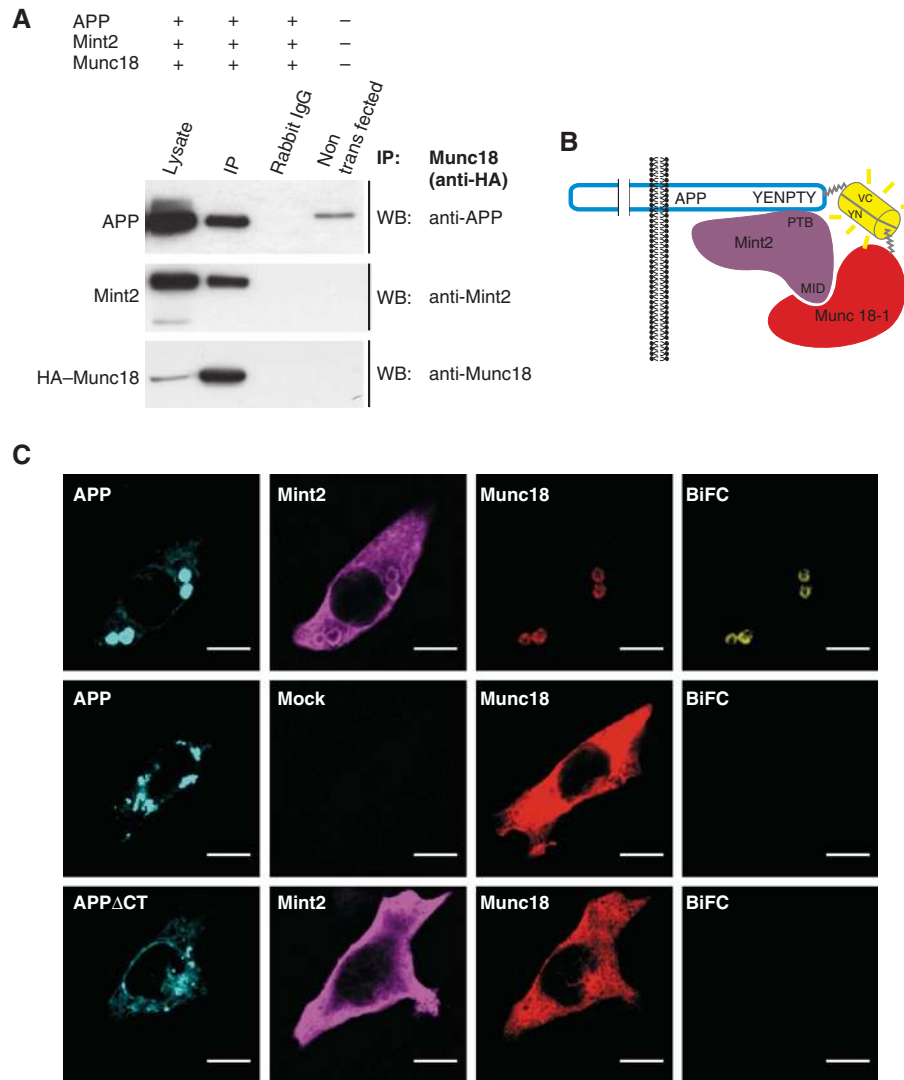 A
APP + + + –
Mint2 + + + –
Munc18 + + + –
Lysate
IP
Rabbit IgG
Non
trans fected
IP: Munc18
(anti-HA)
APP
WB: anti-APP
Mint2
WB: anti-Mint2
HA–Munc18
WB: anti-Munc18
B
APP YENPTY
VC
YN
PTB
Mint2
MID
Munc 18-1
C
APP Mint2 Munc18 BiFC
APP Mock Munc18 BiFC
APPΔCT Mint2 Munc18 BiFC